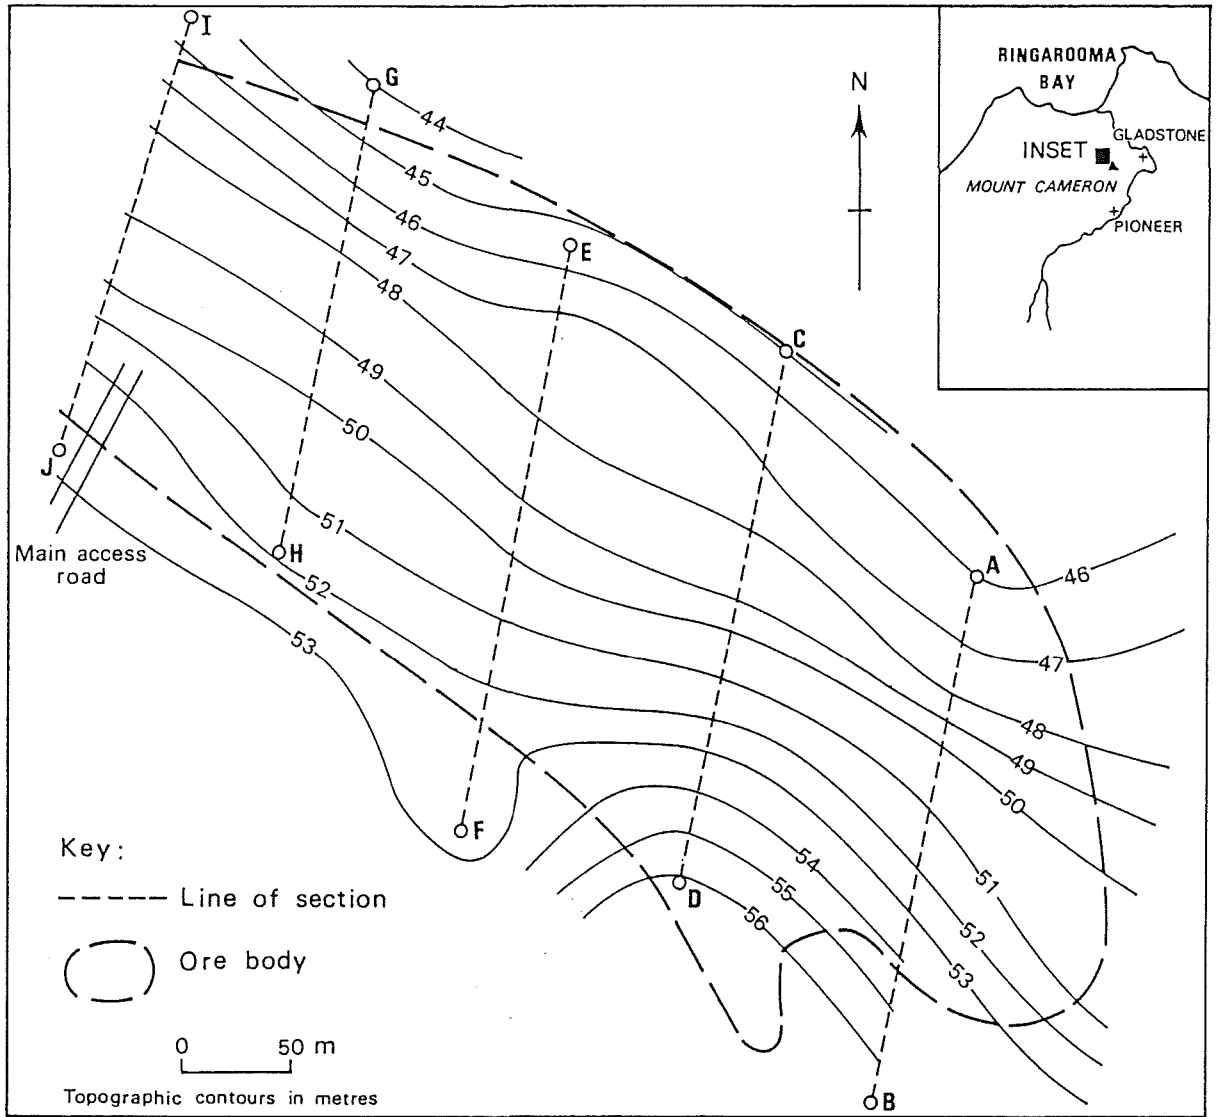 I
G
44
N
RINGAROOMA
BAY
GLADSTONE
INSET
MOUNT CAMERON
PIONEER
45
46
47
48
E
C
49
50
J
51
H
52
53
Main access
road
A
46
47
48
49
50
F
54
55
56
D
51
52
53
Key:
Line of section
Ore body
0 50 m
Topographic contours in metres
B